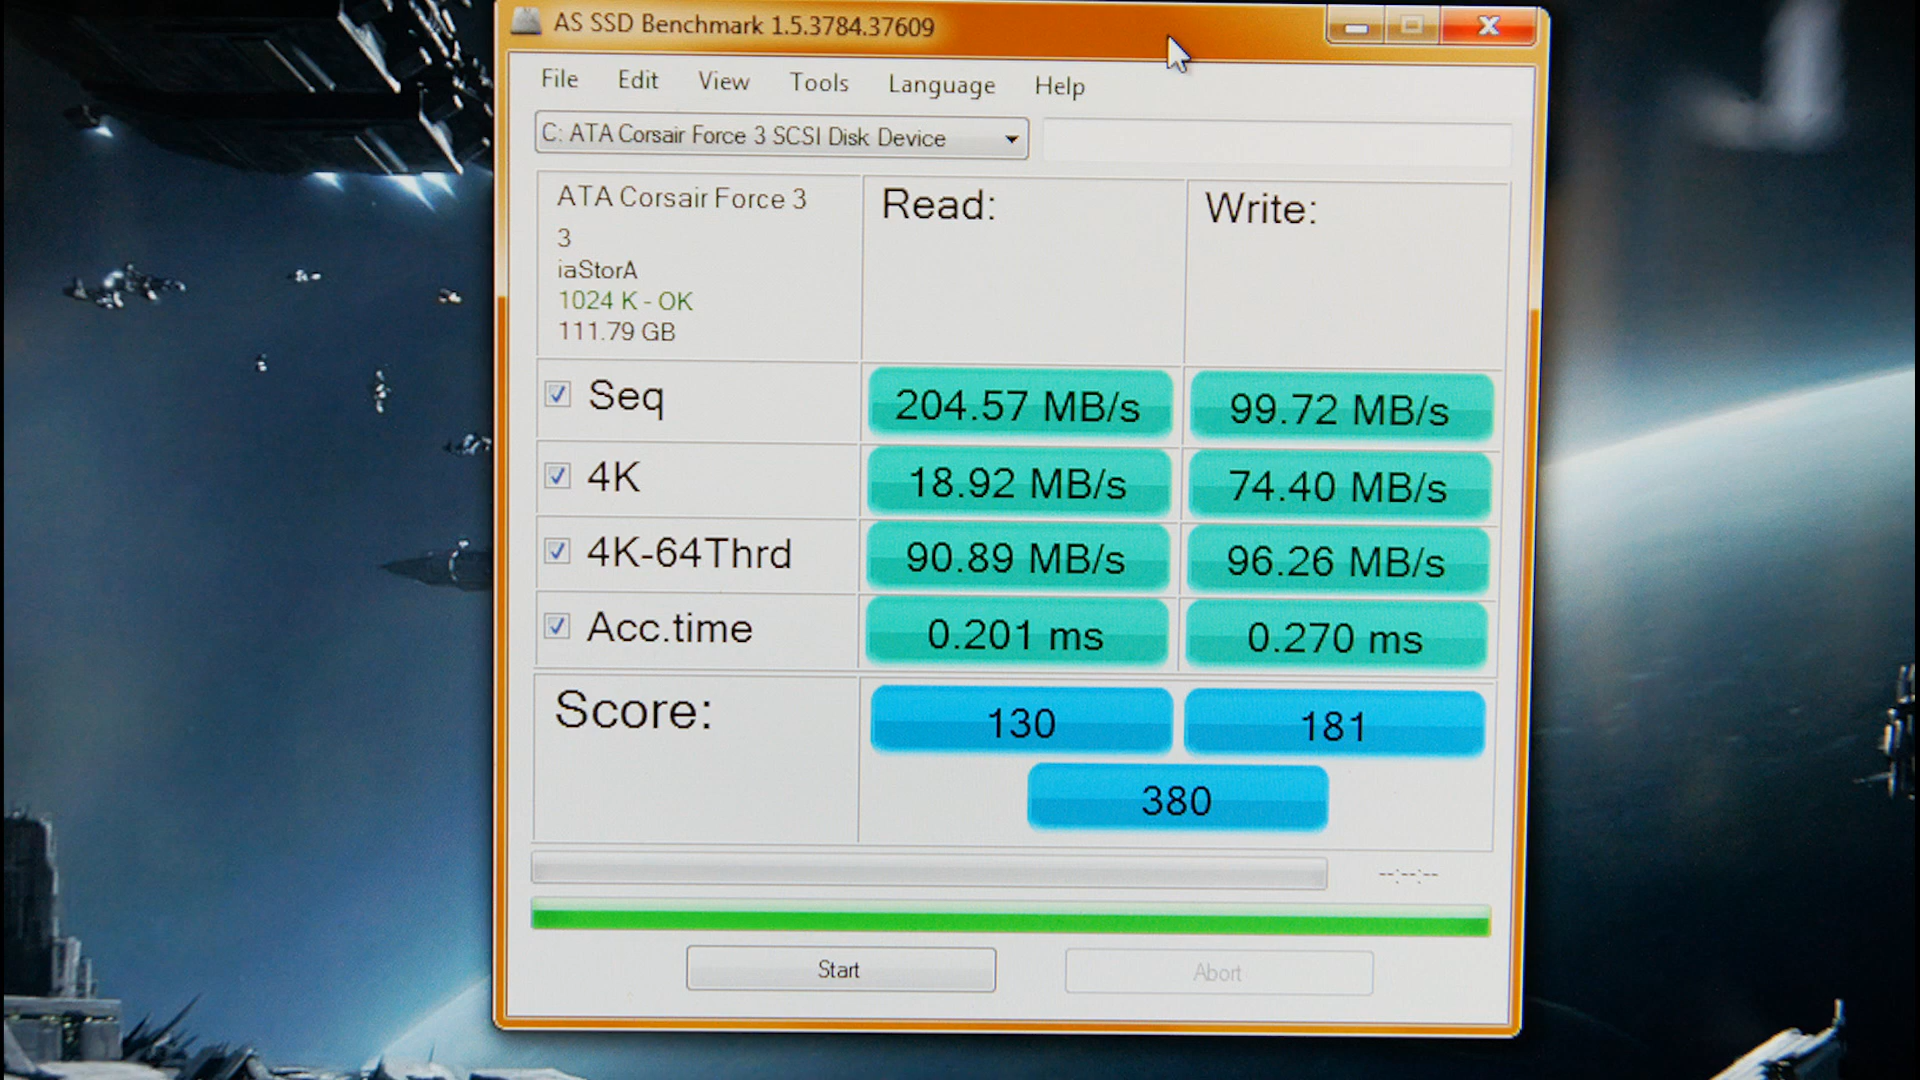 AS SSD Benchmark 1.5.3784.37609
File Edit View Tools Language Help
C: ATA Corsair Force 3 SCSI Disk Device
ATA Corsair Force 3
3
iaStorA
1024 K - OK
111.79 GB
Read: Write:
Seq 204.57 MB/s 99.72 MB/s
4K 18.92 MB/s 74.40 MB/s
4K-64Thrd 90.89 MB/s 96.26 MB/s
Acc.time 0.201 ms 0.270 ms
Score: 130 181
380
--:--:--
Start Abort